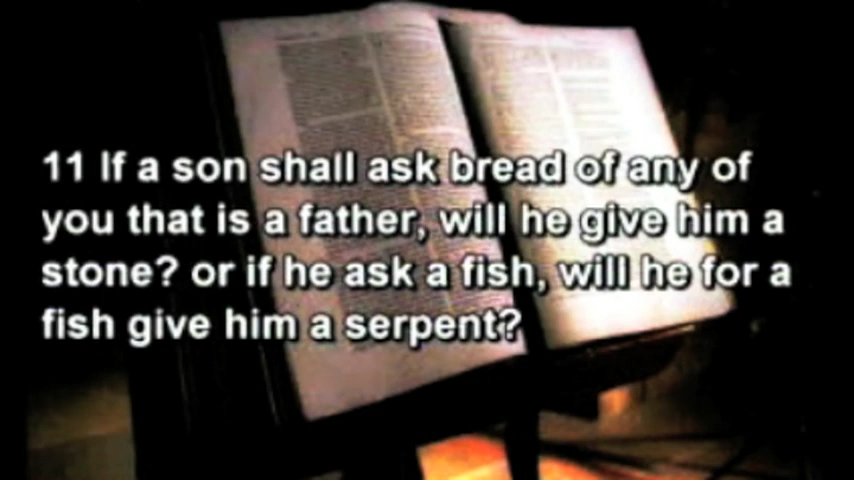 11 If a son shall ask bread of any of
you that is a father, will he give him a
stone? or if he ask a fish, will he for a
fish give him a serpent?